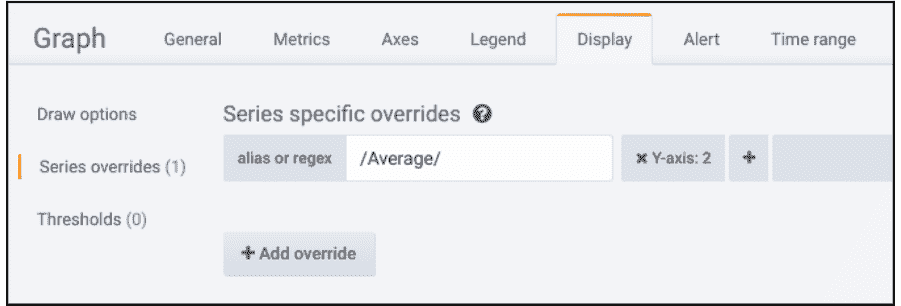 Graph General Metrics Axes Legend Display Alert Time range
Draw options
Series overrides (1)
Thresholds (0)
Series specific overrides
alias or regex /Average/ Y-axis: 2
Add override